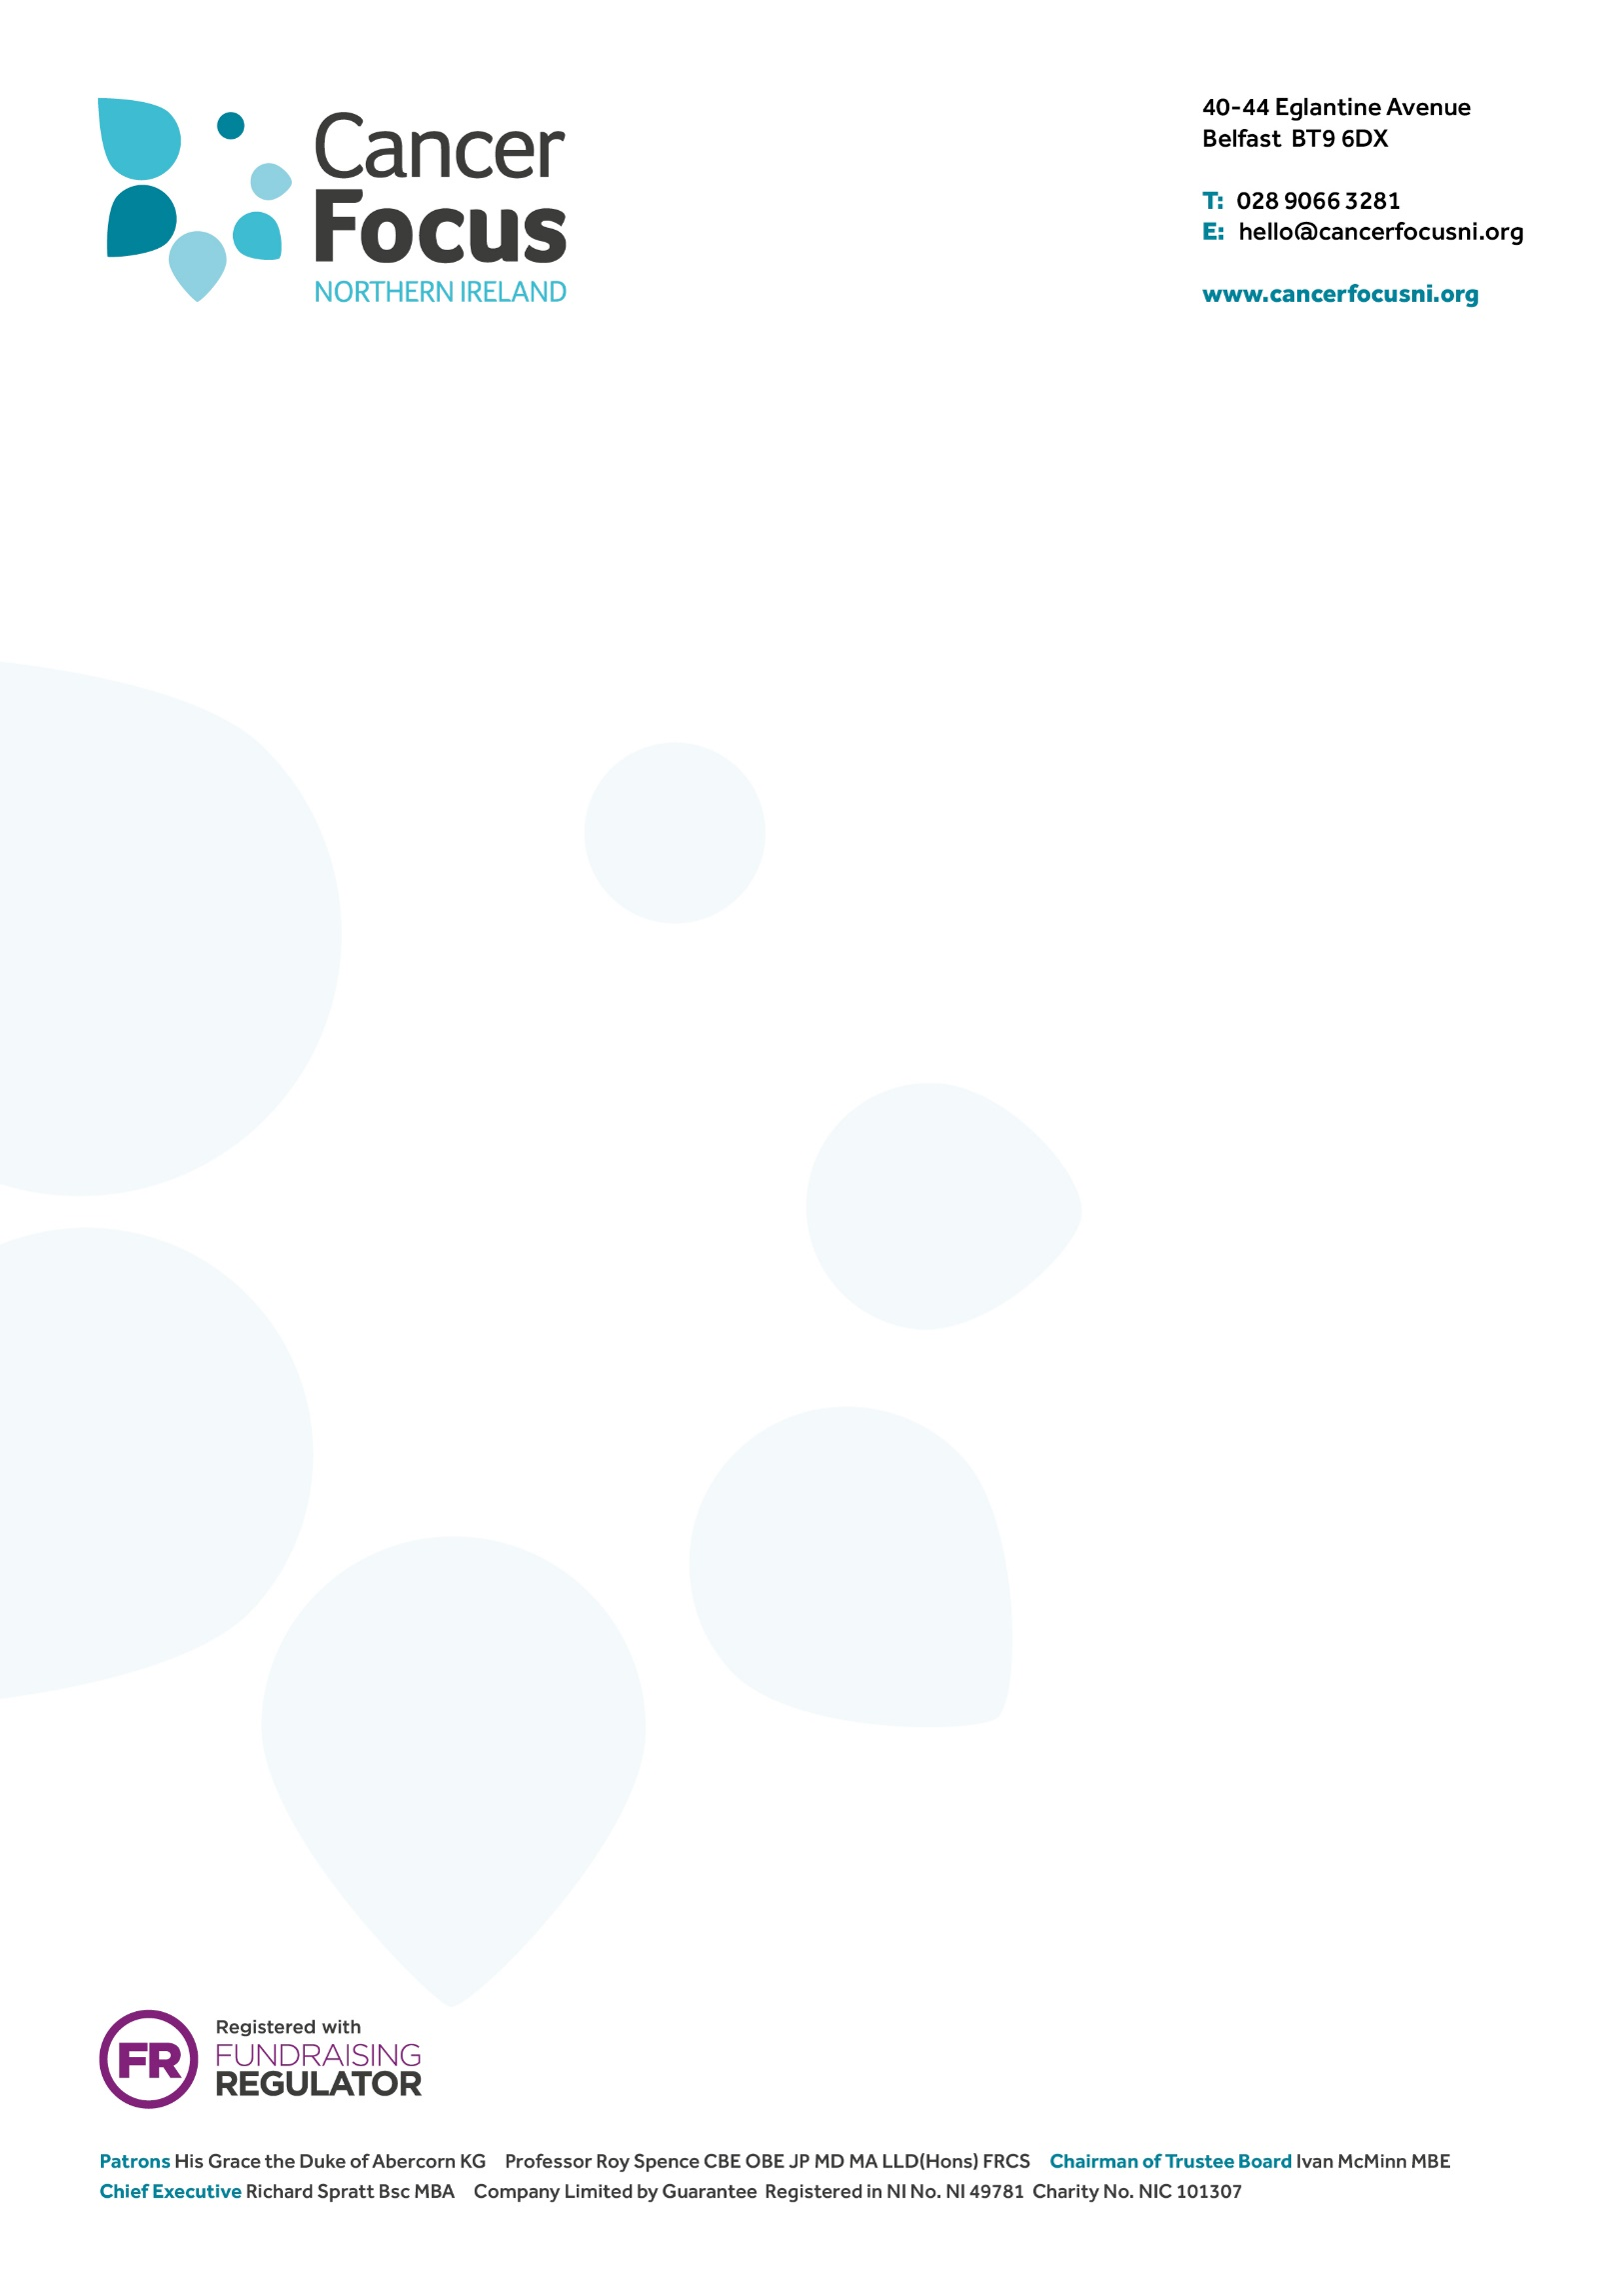 Cancer
Focus
NORTHERN IRELAND
40-44 Eglantine Avenue
Belfast BT9 6DX
T: 028 9066 3281
E: hello@cancerfocusni.org
www.cancerfocusni.org
FR
Registered with
FUNDRAISING
REGULATOR
Patrons His Grace the Duke of Abercorn KG Professor Roy Spence CBE OBE JP MD MA LLD(Hons) FRCS Chairman of Trustee Board Ivan McMinn MBE
Chief Executive Richard Spratt Bsc MBA Company Limited by Guarantee Registered in NI No. NI 49781 Charity No. NIC 101307